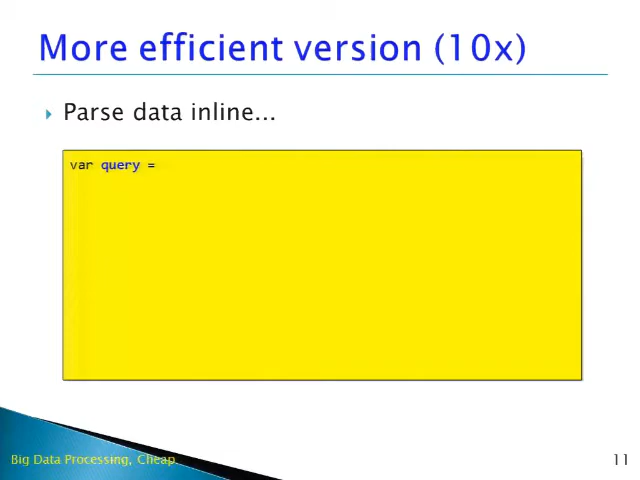 More efficient version (10x)
Parse data inline...
var query =
Big Data Processing, Cheap.
11